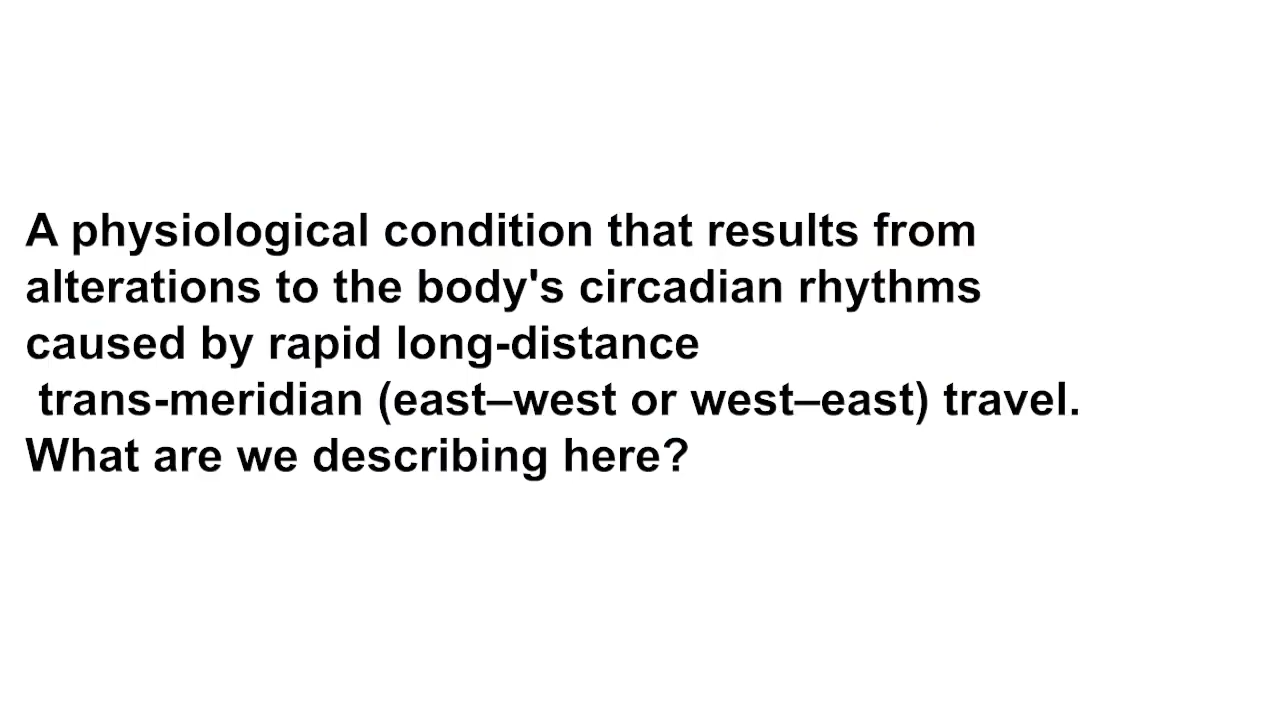 A physiological condition that results from
alterations to the body's circadian rhythms
caused by rapid long-distance
trans-meridian (east–west or west–east) travel.
What are we describing here?